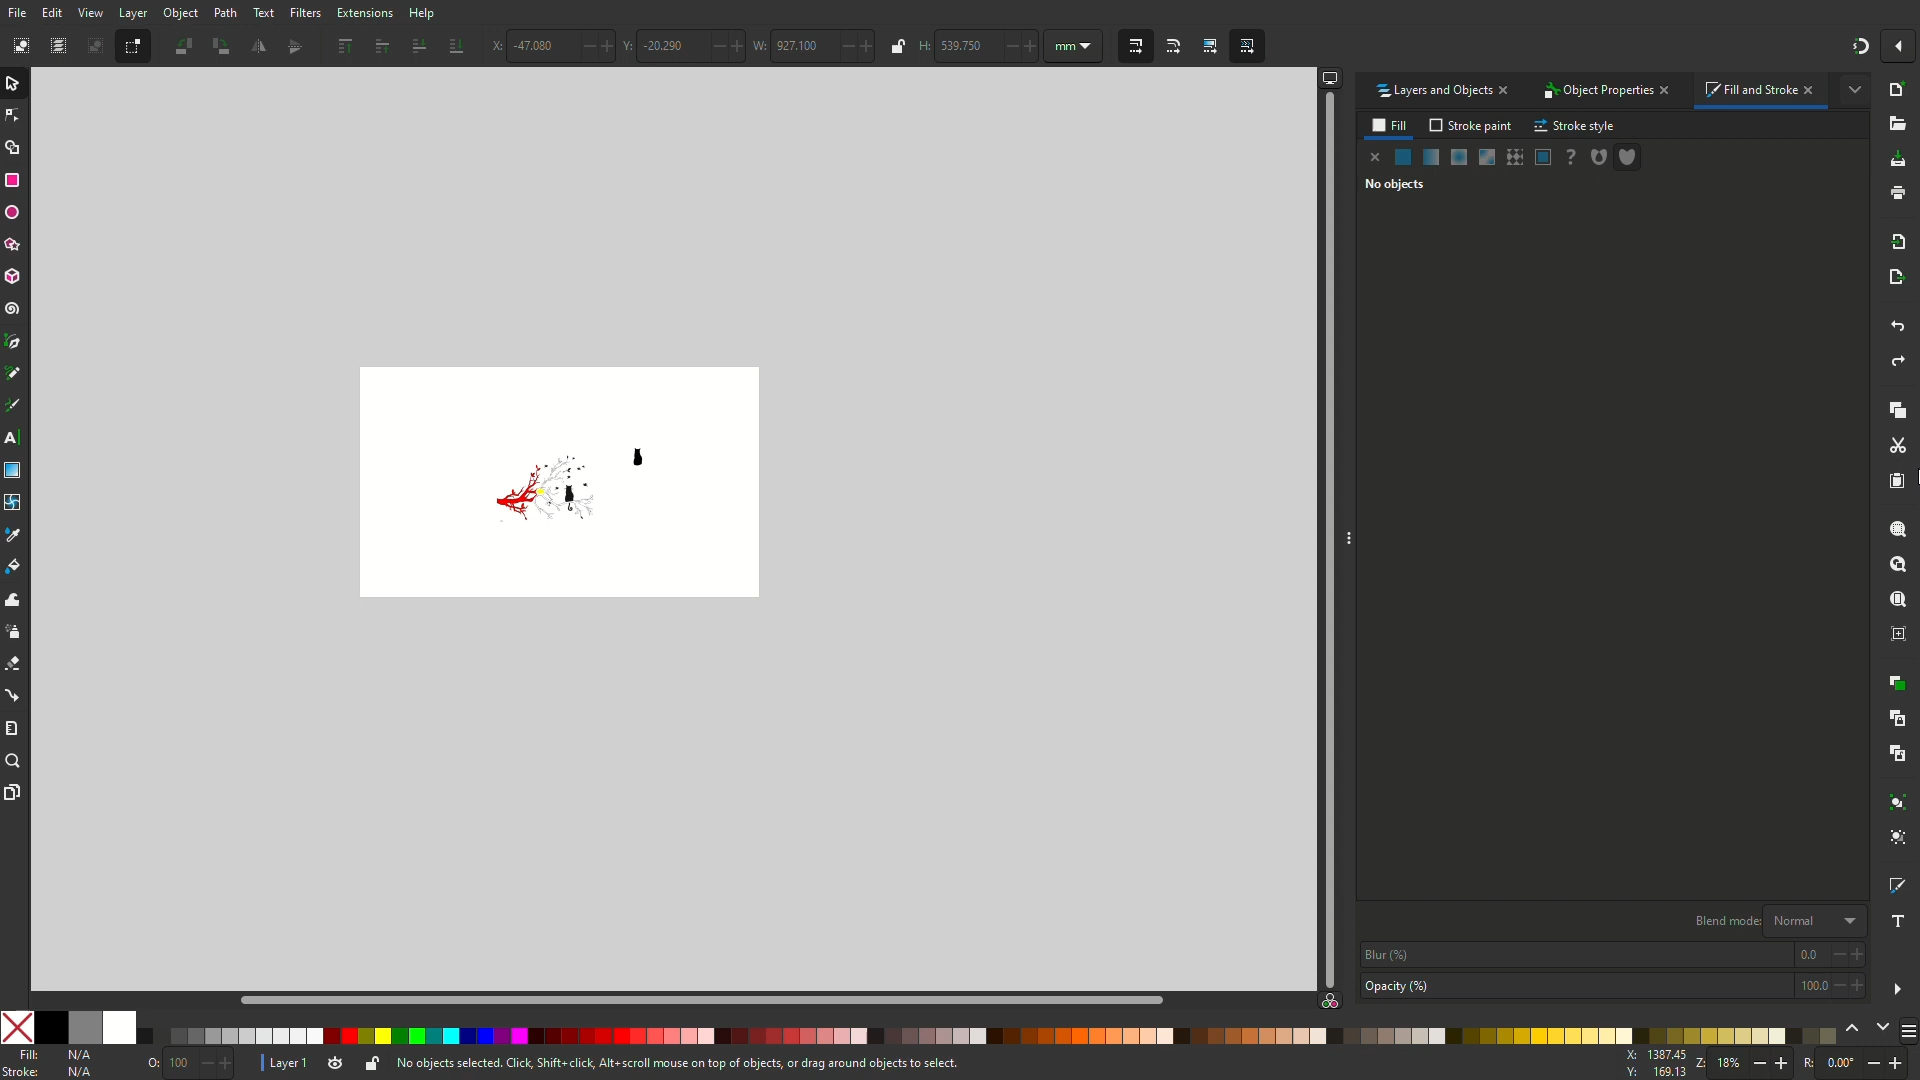 File Edit View Layer Object Path Text Filters Extensions Help
X: -47.080 Y: -20.290 W: 927.100 H: 539.750 mm
Layers and Objects Object Properties Fill and Stroke
Fill Stroke paint Stroke style
No objects
Blend mode: Normal
Blur (%) 0.0
Opacity (%) 100.0
Fill: N/A
Stroke: N/A
O: 100 Layer 1 No objects selected. Click, Shift+click, Alt+scroll mouse on top of objects, or drag around objects to select.
X: 1387.45
Y: 169.13
Z: 18% R: 0.00°